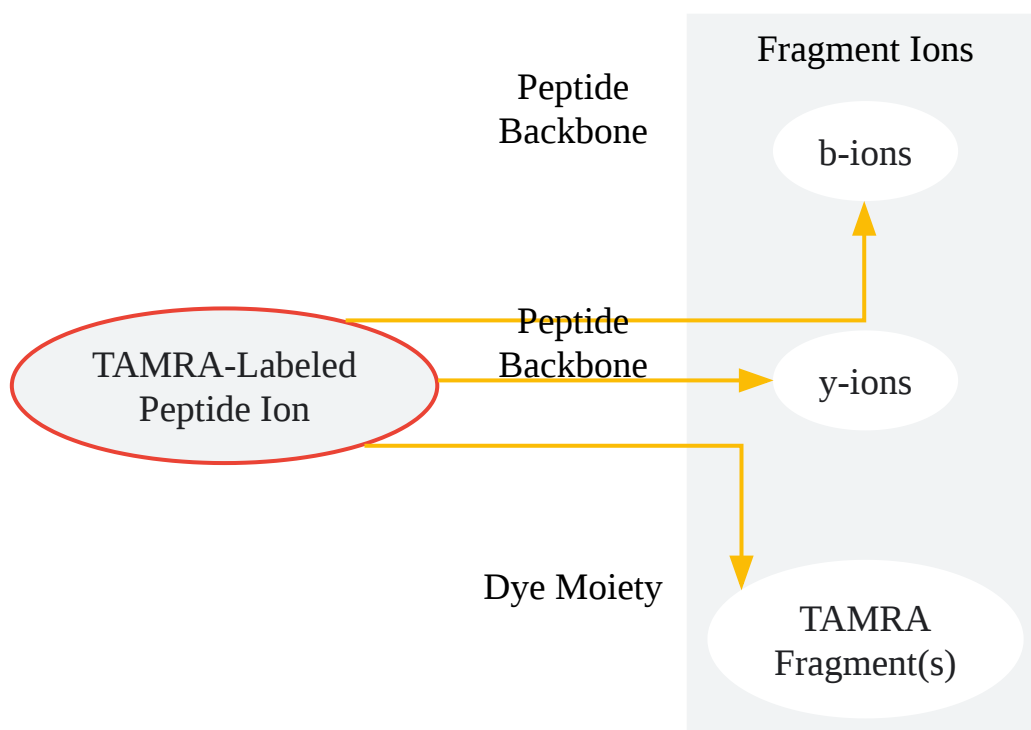 Fragment Ions
Peptide
Backbone
b-ions
Peptide
Backbone
TAMRA-Labeled
Peptide Ion
y-ions
Dye Moiety
TAMRA
Fragment(s)